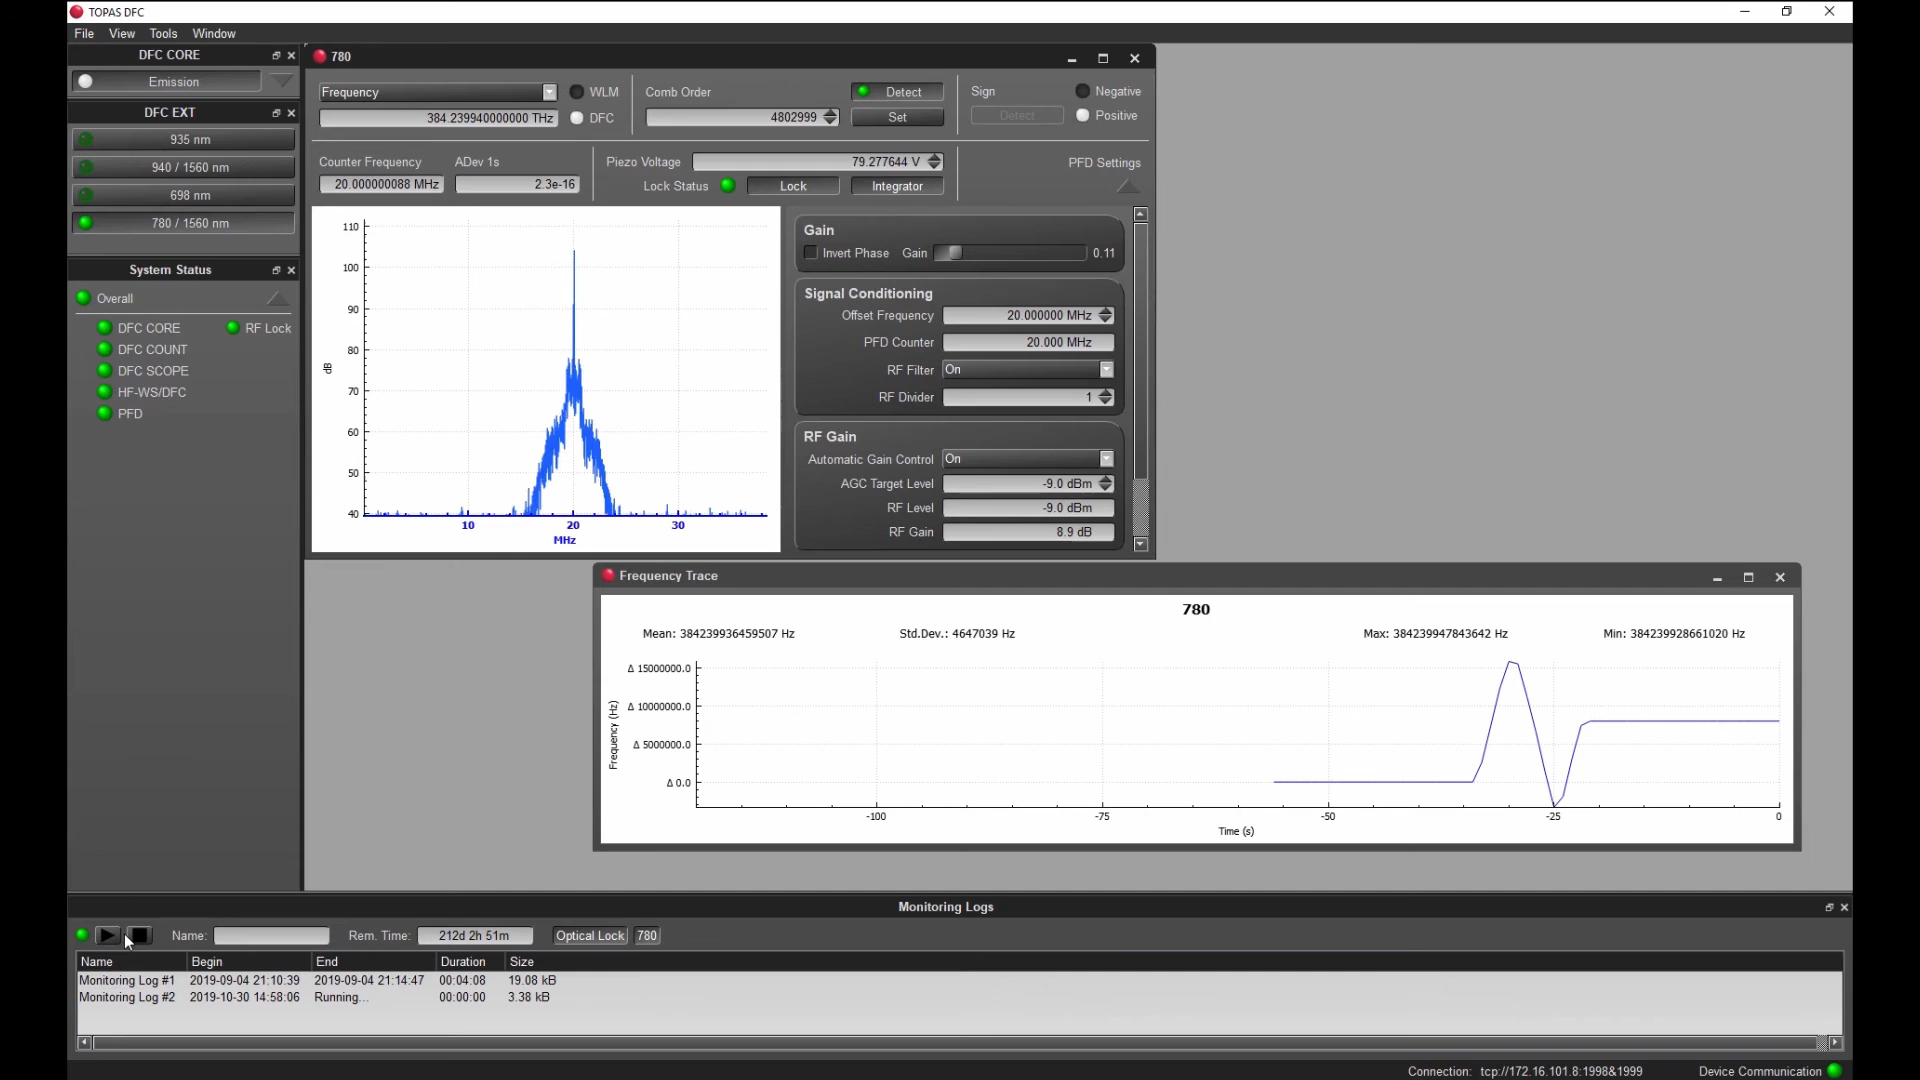 TOPAS DFC
File View Tools Window
DFC CORE
Emission
DFC EXT
935 nm
940 / 1560 nm
698 nm
780 / 1560 nm
System Status
Overall
DFC CORE RF Lock
DFC COUNT
DFC SCOPE
HF-WS/DFC
PFD
780
Frequency WLM Comb Order Detect Sign Negative
384.239940000000 THz DFC 4802999 Set Detect Positive
Counter Frequency ADev 1s Piezo Voltage 79.277644 V PFD Settings
20.000000088 MHz 2.3e-16 Lock Status Lock Integrator
110
100
90
80
70
60
50
40
dB
10 20 30
MHz
Gain
Invert Phase Gain 0.11
Signal Conditioning
Offset Frequency 20.000000 MHz
PFD Counter 20.000 MHz
RF Filter On
RF Divider 1
RF Gain
Automatic Gain Control On
AGC Target Level -9.0 dBm
RF Level -9.0 dBm
RF Gain 8.9 dB
Frequency Trace
780
Mean: 384239936459507 Hz Std.Dev.: 4647039 Hz Max: 384239947843642 Hz Min: 384239928661020 Hz
Δ 15000000.0
Δ 10000000.0
Δ 5000000.0
Δ 0.0
Frequency (Hz)
-100 -75 -50 -25 0
Time (s)
Monitoring Logs
Name: Rem. Time: 212d 2h 51m Optical Lock 780
Name Begin End Duration Size
Monitoring Log #1 2019-09-04 21:10:39 2019-09-04 21:14:47 00:04:08 19.08 kB
Monitoring Log #2 2019-10-30 14:58:06 Running... 00:00:00 3.38 kB
Connection: tcp://172.16.101.8:1998&1999 Device Communication